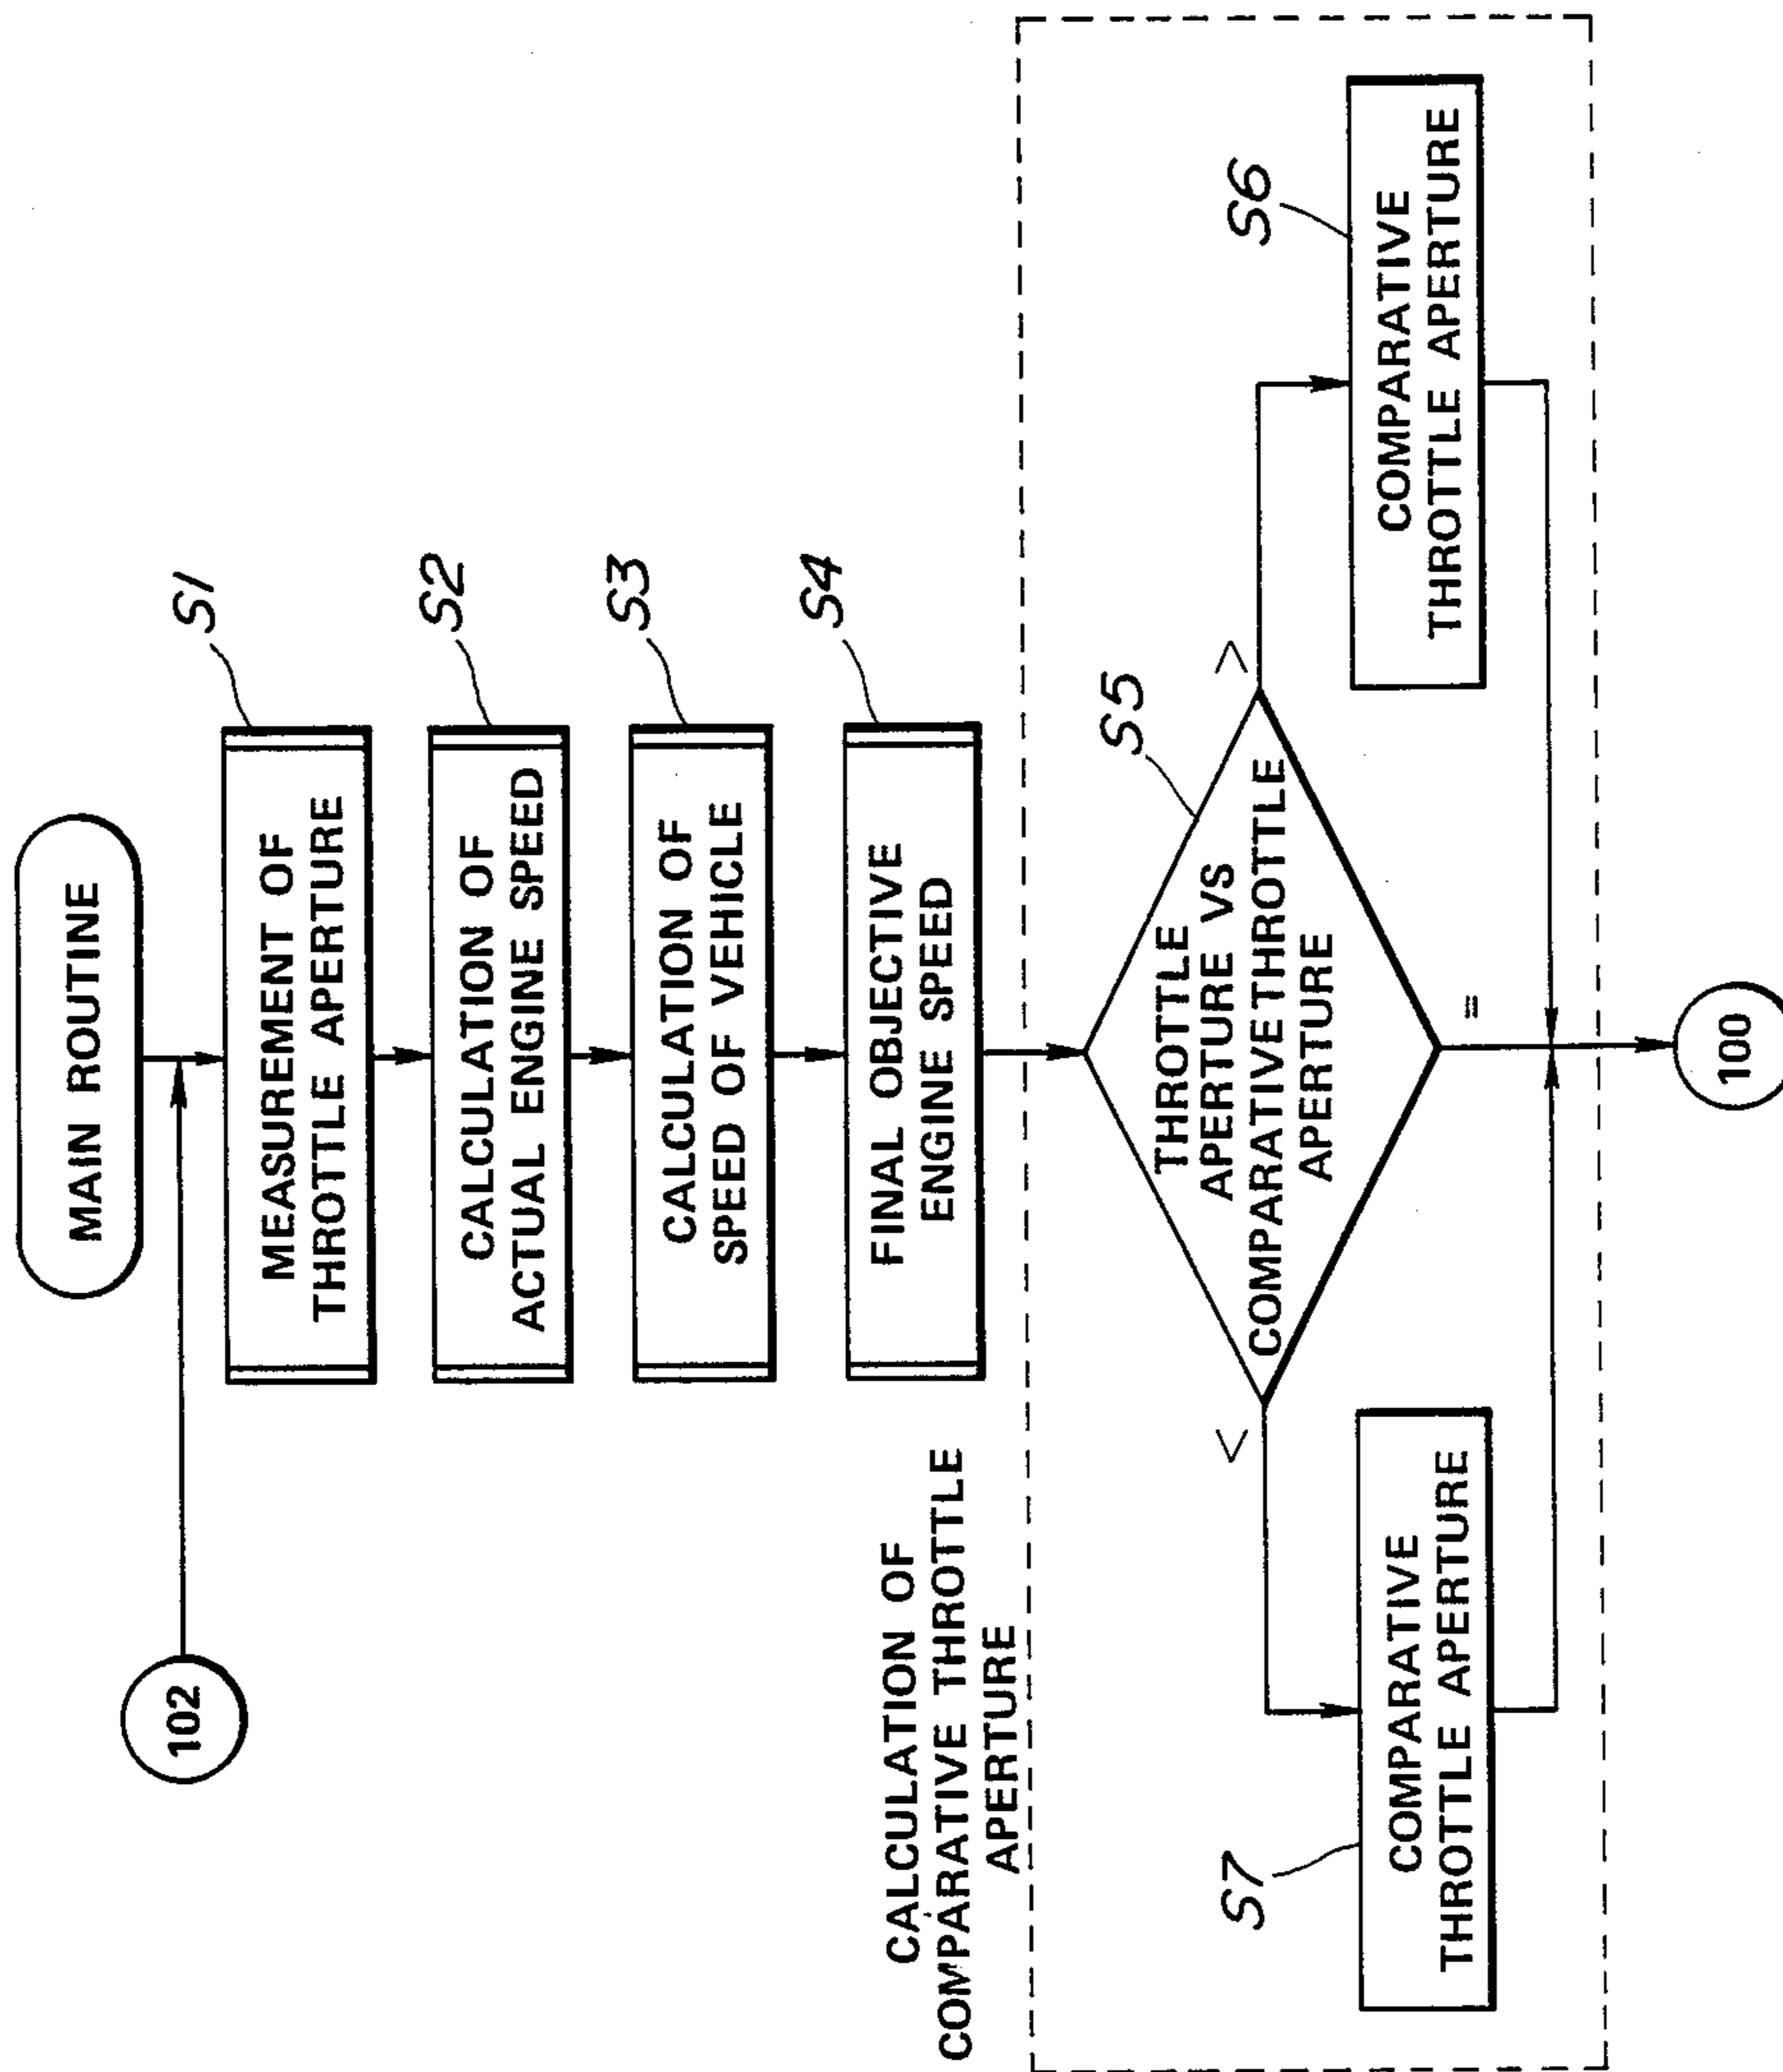 MAIN ROUTINE
102
S1
MEASUREMENT OF
THROTTLE APERTURE
S2
CALCULATION OF
ACTUAL ENGINE SPEED
S3
CALCULATION OF
SPEED OF VEHICLE
S4
FINAL OBJECTIVE
ENGINE SPEED
CALCULATION OF
COMPARATIVE THROTTLE
APERTURE
S5
THROTTLE
APERTURE VS
COMPARATIVE THROTTLE
APERTURE
<
>
=
S7
COMPARATIVE
THROTTLE APERTURE
S6
COMPARATIVE
THROTTLE APERTURE
100